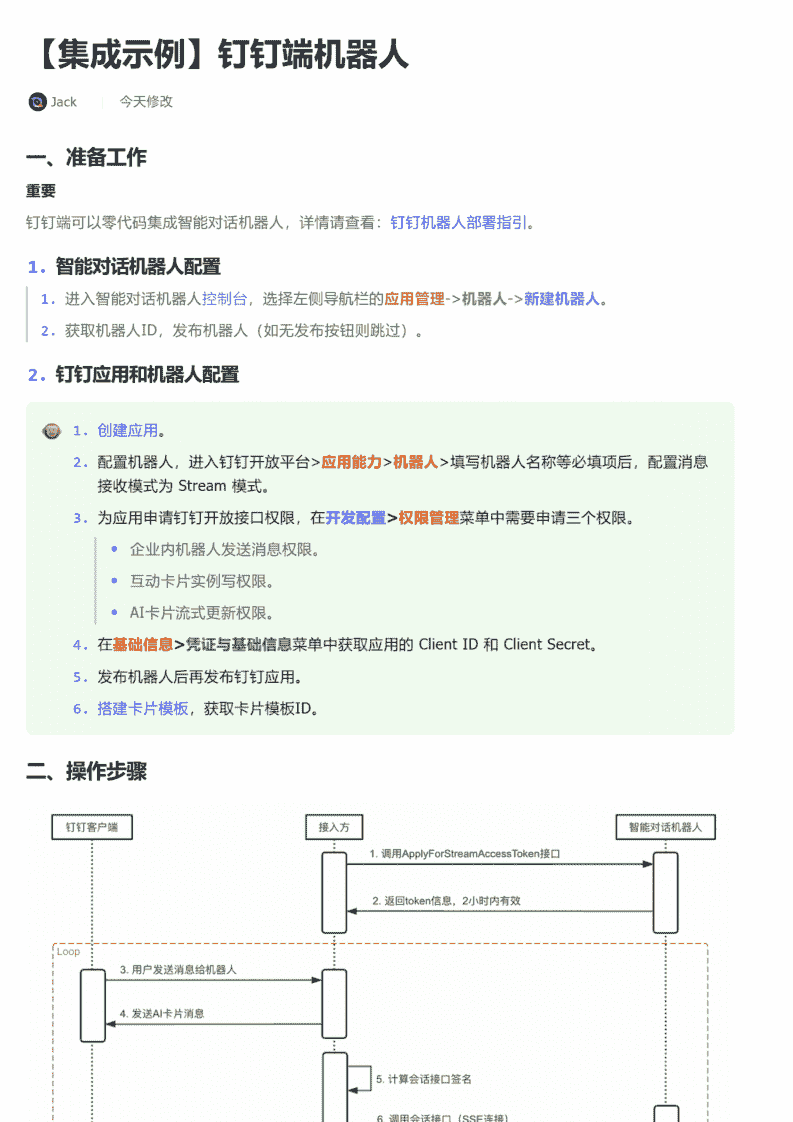 【集成示例】钉钉端机器人
Jack 今天修改
一、准备工作
重要
钉钉端可以零代码集成智能对话机器人，详情请查看：钉钉机器人部署指引。
1. 智能对话机器人配置
1. 进入智能对话机器人控制台，选择左侧导航栏的应用管理->机器人->新建机器人。
2. 获取机器人ID，发布机器人（如无发布按钮则跳过）。
2. 钉钉应用和机器人配置
1. 创建应用。
2. 配置机器人，进入钉钉开放平台>应用能力>机器人>填写机器人名称等必填项后，配置消息
接收模式为 Stream 模式。
3. 为应用申请钉钉开放接口权限，在开发配置>权限管理菜单中需要申请三个权限。
• 企业内机器人发送消息权限。
• 互动卡片实例写权限。
• AI卡片流式更新权限。
4. 在基础信息>凭证与基础信息菜单中获取应用的 Client ID 和 Client Secret。
5. 发布机器人后再发布钉钉应用。
6. 搭建卡片模板，获取卡片模板ID。
二、操作步骤
钉钉客户端 接入方 智能对话机器人
1. 调用ApplyForStreamAccessToken接口
2. 返回token信息，2小时内有效
Loop
3. 用户发送消息给机器人
4. 发送AI卡片消息
5. 计算会话接口签名
6. 调用会话接口（SSE连接）